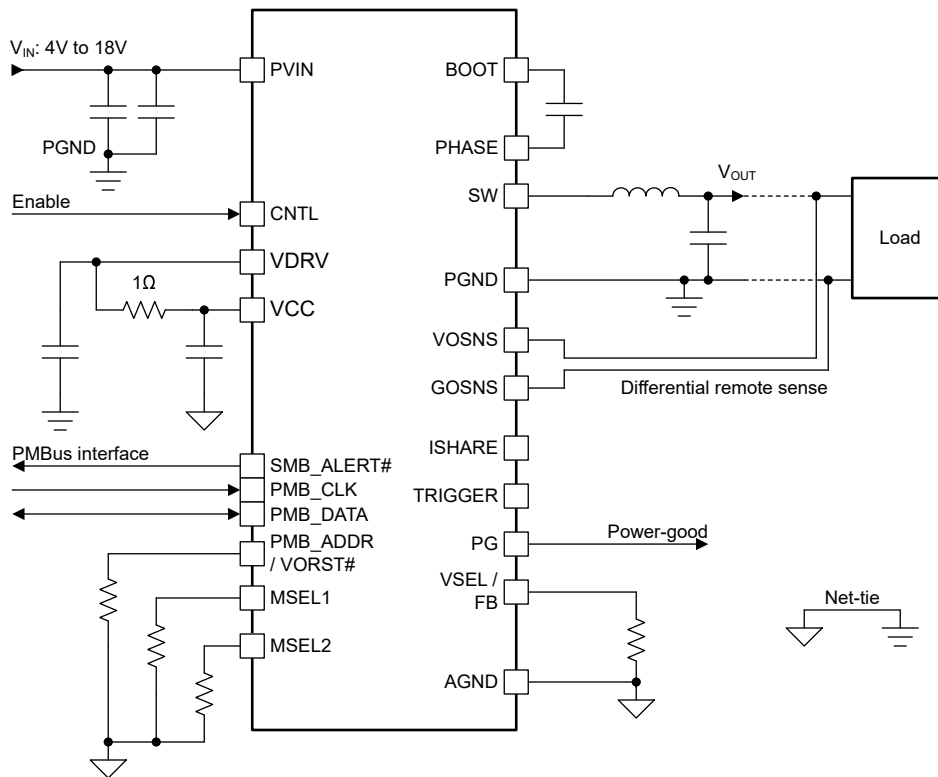 V_IN: 4V to 18V
PVIN
PGND
Enable
CNTL
VDRV
1Ω
VCC
PMBus interface
SMB_ALERT#
PMB_CLK
PMB_DATA
PMB_ADDR
/ VORST#
MSEL1
MSEL2
BOOT
PHASE
SW
V_OUT
Load
PGND
VOSNS
GOSNS
Differential remote sense
ISHARE
TRIGGER
PG
Power-good
VSEL /
FB
Net-tie
AGND